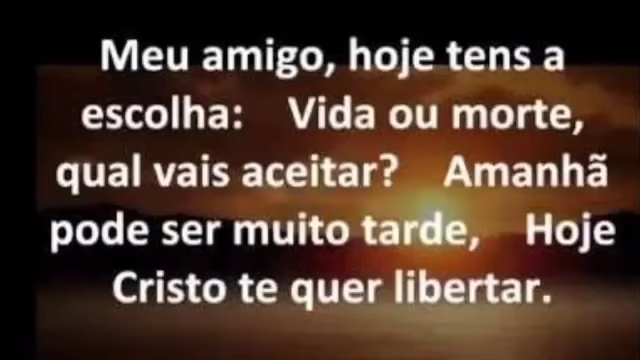 Meu amigo, hoje tens a
escolha: Vida ou morte,
qual vais aceitar? Amanhã
pode ser muito tarde, Hoje
Cristo te quer libertar.